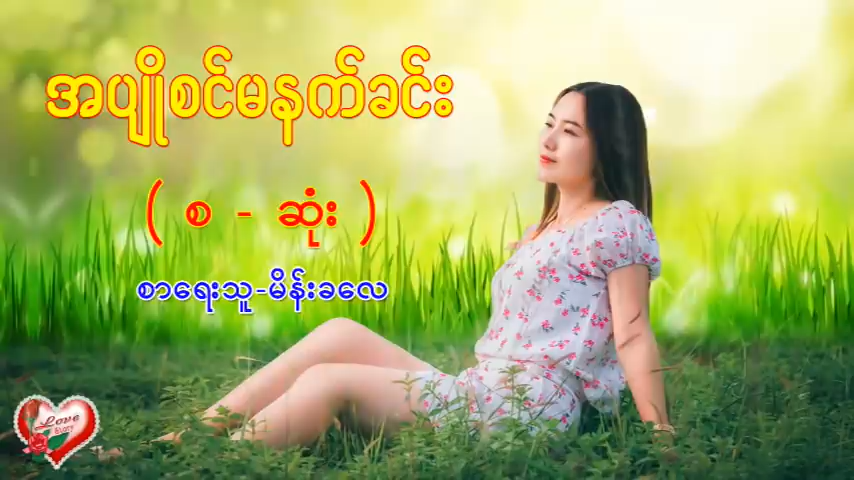 အပျိုစင်မနက်ခင်း
( စ - ဆုံး )
စာရေးသူ-မိန်းခလေ
Love
Story